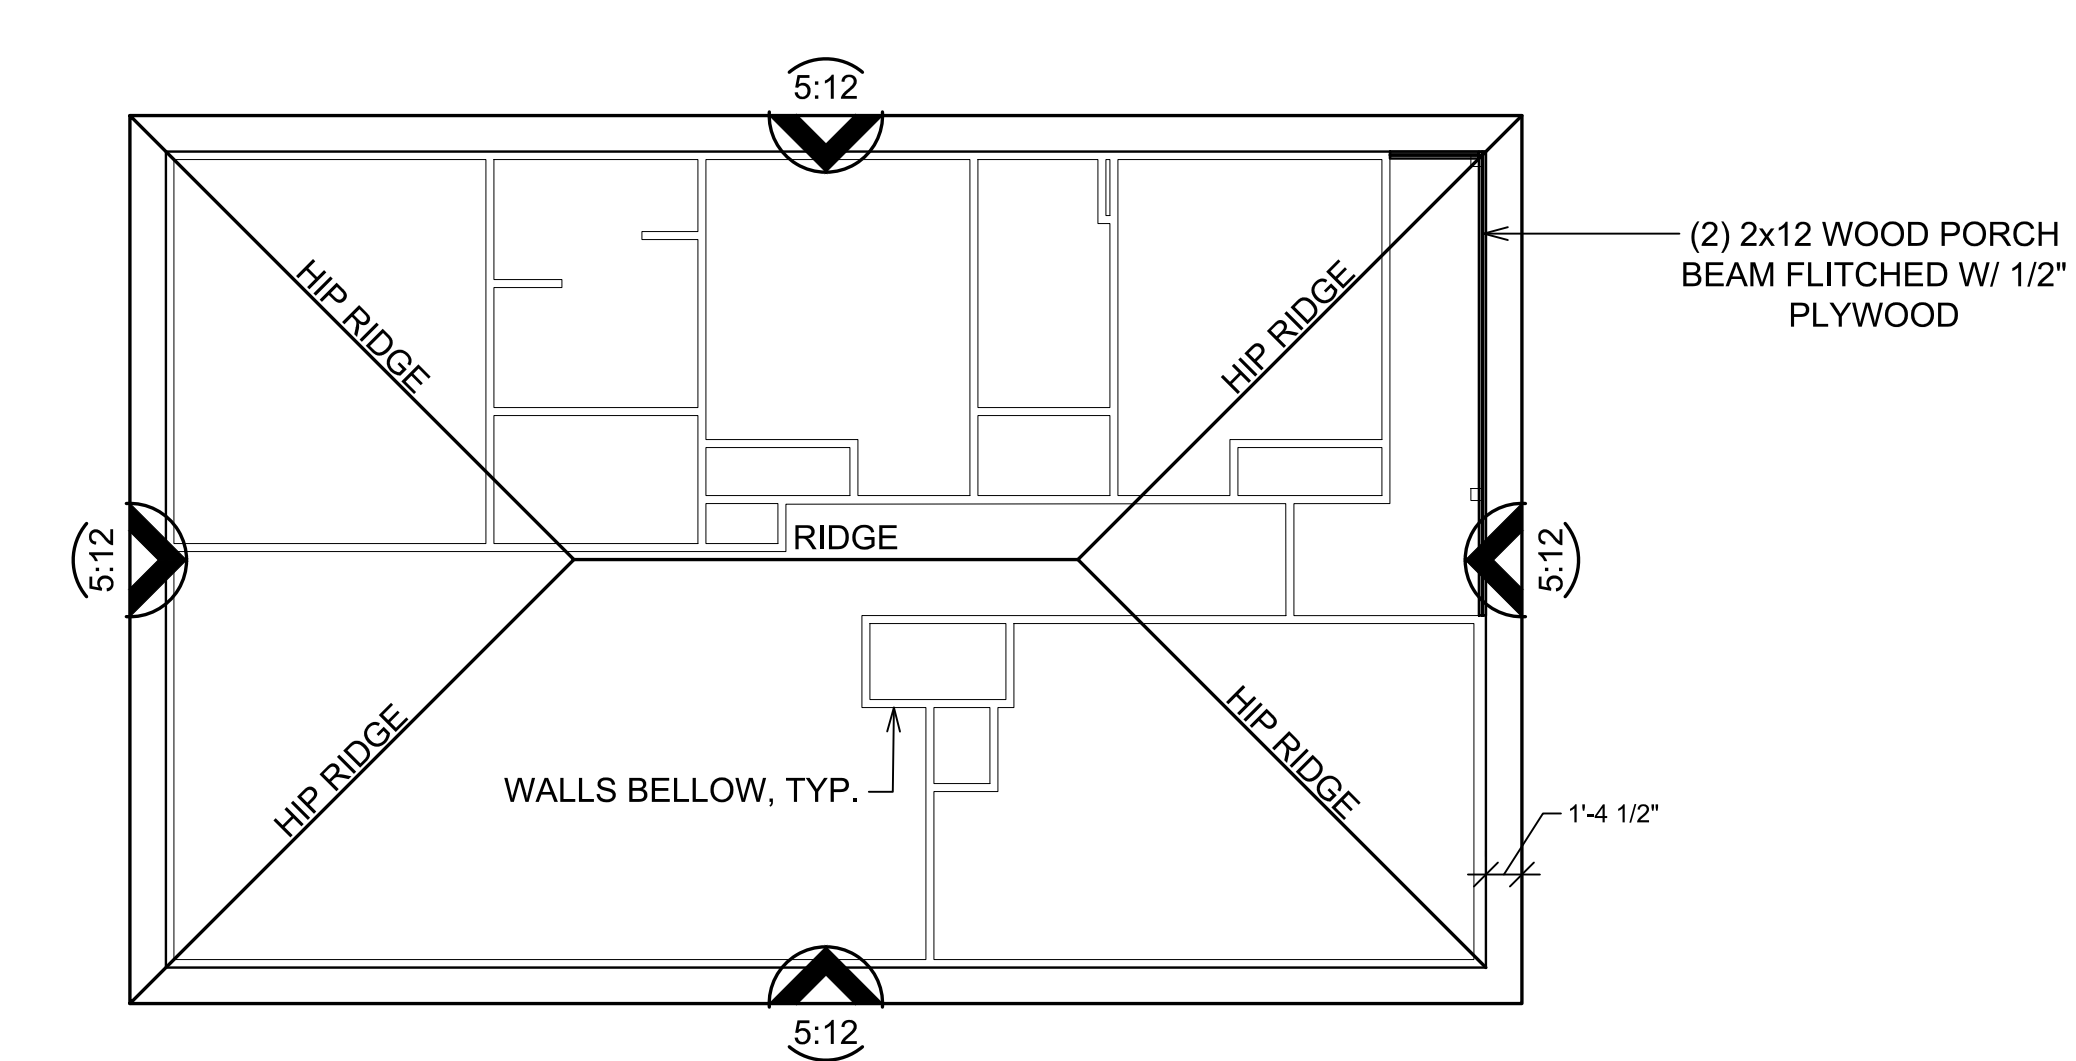 5:12
(2) 2x12 WOOD PORCH
BEAM FLITCHED W/ 1/2"
PLYWOOD
HIP RIDGE
HIP RIDGE
5:12
RIDGE
5:12
HIP RIDGE
HIP RIDGE
WALLS BELLOW, TYP.
1'-4 1/2"
5:12